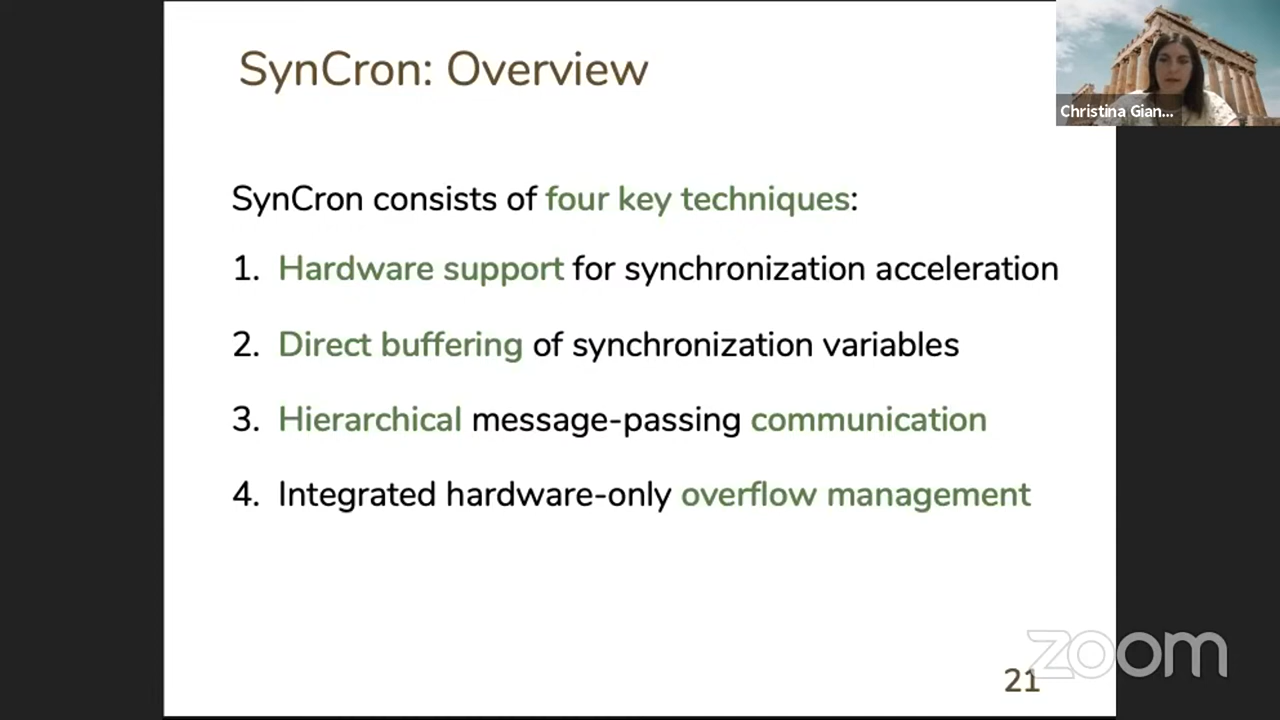 SynCron: Overview
Christina Gian...
SynCron consists of four key techniques:
1. Hardware support for synchronization acceleration
2. Direct buffering of synchronization variables
3. Hierarchical message-passing communication
4. Integrated hardware-only overflow management
zoom
21